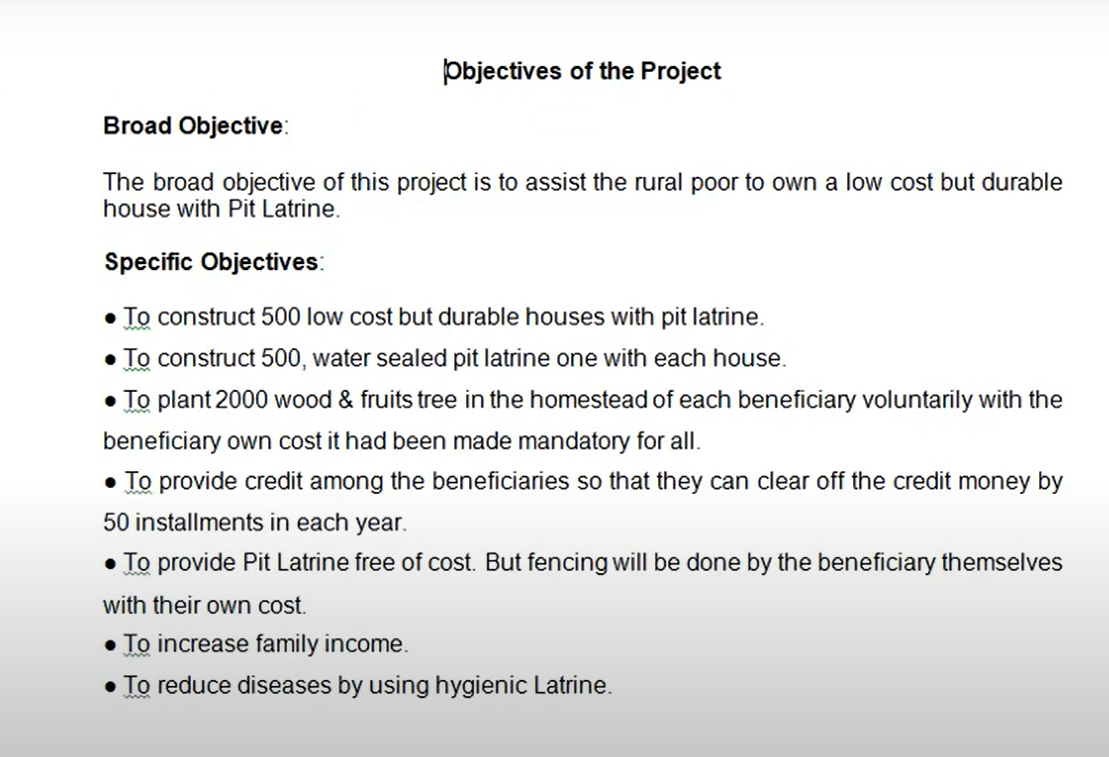 Objectives of the Project
Broad Objective:
The broad objective of this project is to assist the rural poor to own a low cost but durable
house with Pit Latrine.
Specific Objectives:
● To construct 500 low cost but durable houses with pit latrine.
● To construct 500, water sealed pit latrine one with each house.
● To plant 2000 wood & fruits tree in the homestead of each beneficiary voluntarily with the
beneficiary own cost it had been made mandatory for all.
● To provide credit among the beneficiaries so that they can clear off the credit money by
50 installments in each year.
● To provide Pit Latrine free of cost. But fencing will be done by the beneficiary themselves
with their own cost.
● To increase family income.
● To reduce diseases by using hygienic Latrine.